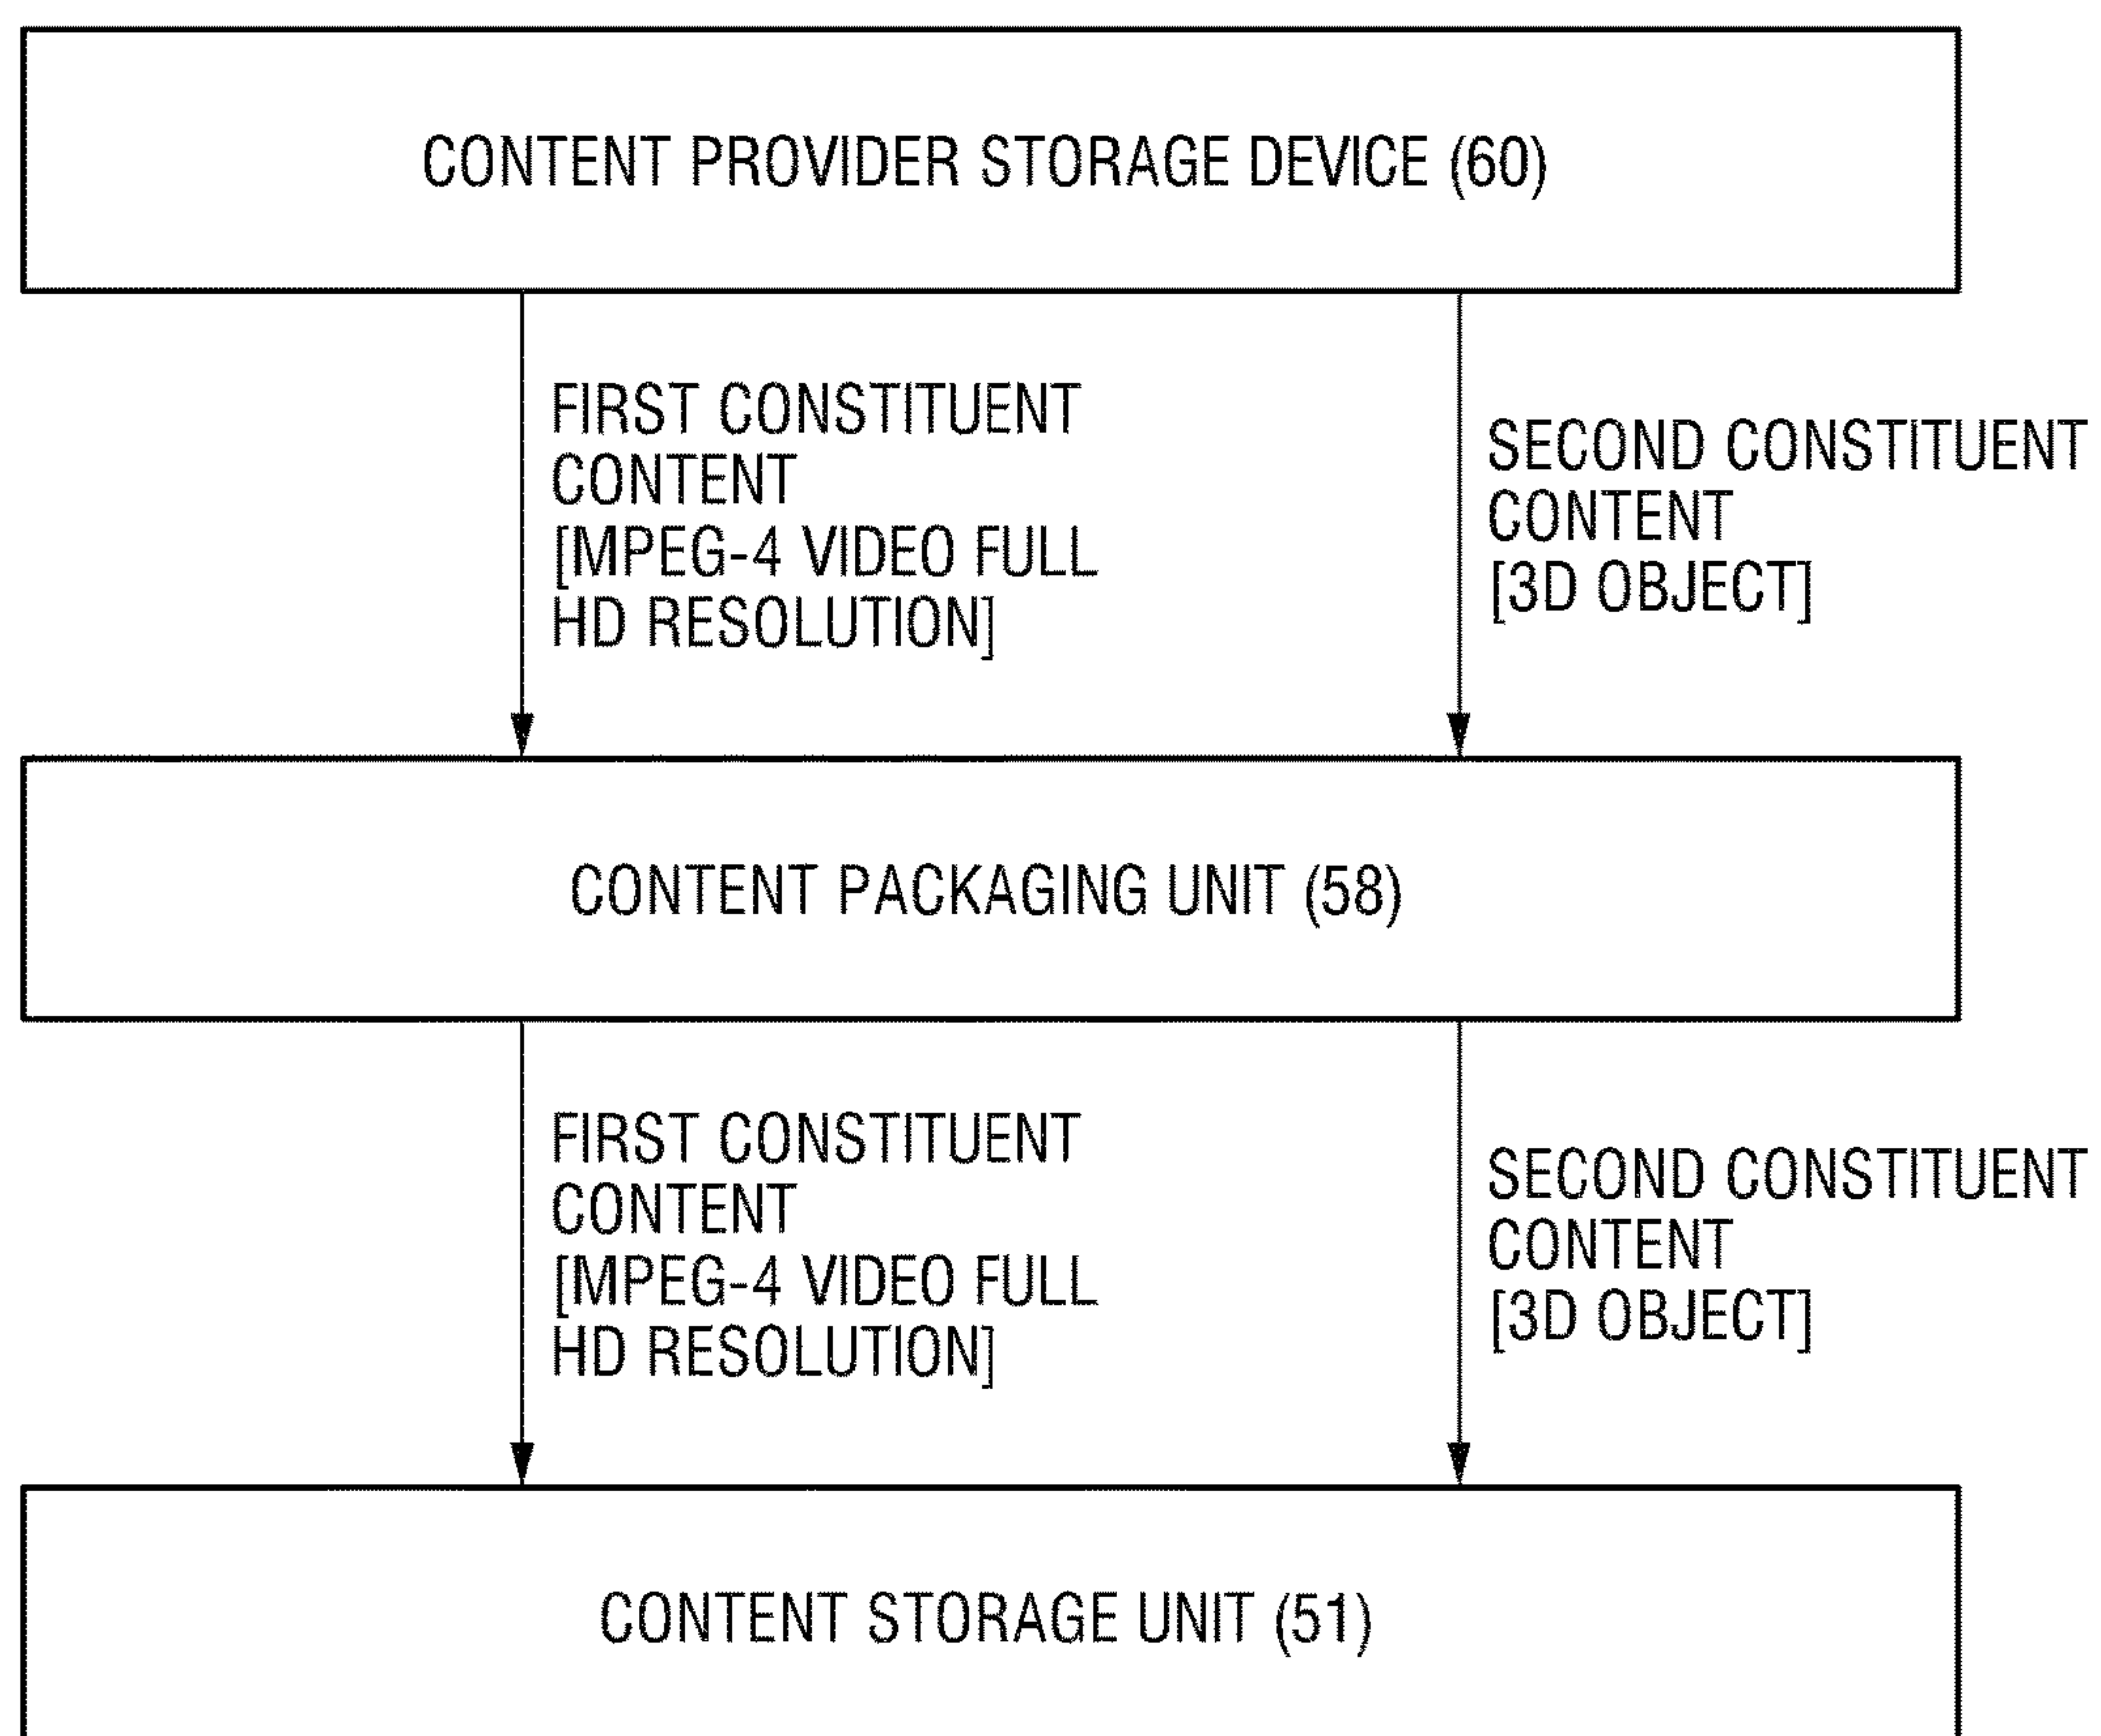 CONTENT PROVIDER STORAGE DEVICE (60)
FIRST CONSTITUENT
CONTENT
[MPEG-4 VIDEO FULL
HD RESOLUTION]
SECOND CONSTITUENT
CONTENT
[3D OBJECT]
CONTENT PACKAGING UNIT (58)
FIRST CONSTITUENT
CONTENT
[MPEG-4 VIDEO FULL
HD RESOLUTION]
SECOND CONSTITUENT
CONTENT
[3D OBJECT]
CONTENT STORAGE UNIT (51)